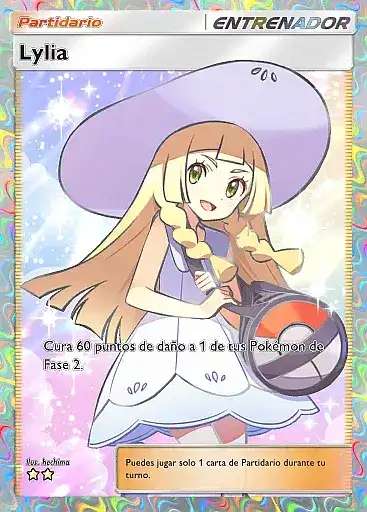 Partidario
ENTRENADOR
Lylia
Cura 60 puntos de daño a 1 de tus Pokémon de
Fase 2.
Ilus. hechima
Puedes jugar solo 1 carta de Partidario durante tu
turno.